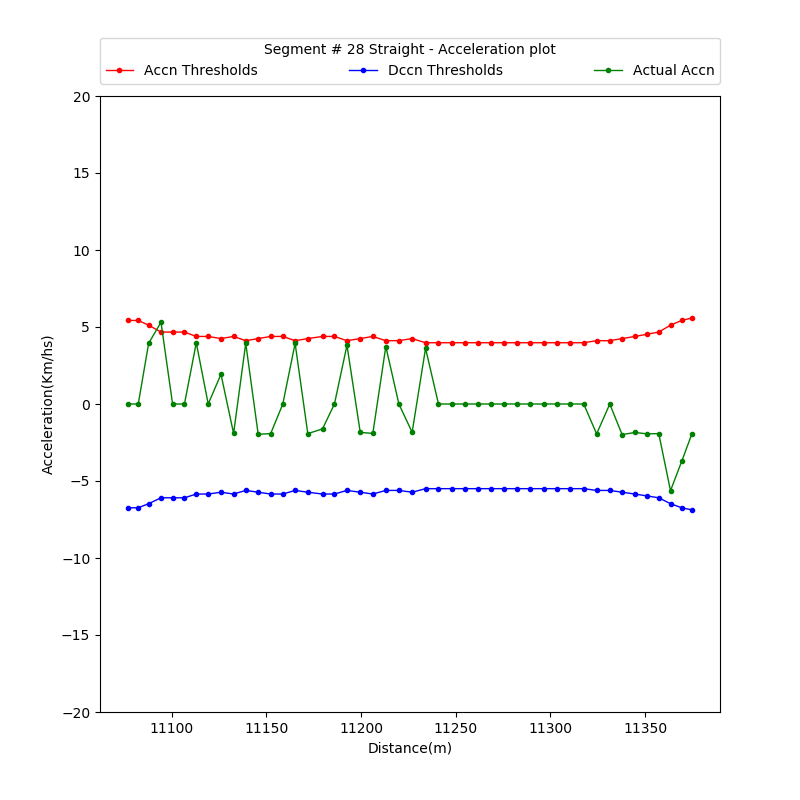 Segment # 28 Straight - Acceleration plot
Accn Thresholds Dccn Thresholds Actual Accn
20
15
10
5
0
−5
−10
−15
−20
Acceleration(Km/hs)
11100 11150 11200 11250 11300 11350
Distance(m)